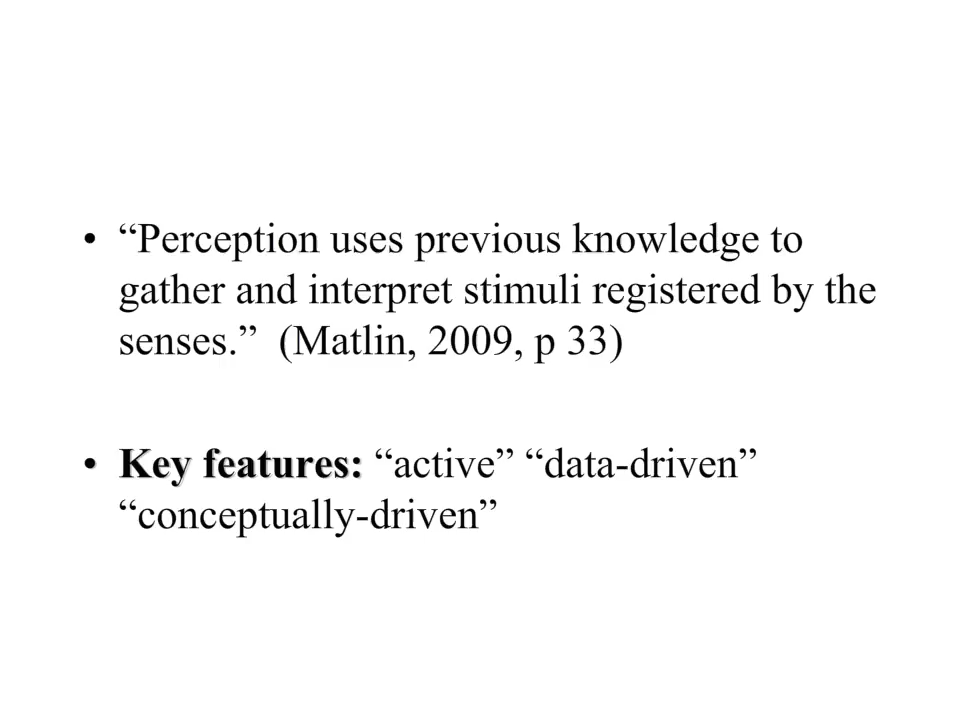 • “Perception uses previous knowledge to
gather and interpret stimuli registered by the
senses.”  (Matlin, 2009, p 33)
• Key features: “active” “data-driven”
“conceptually-driven”